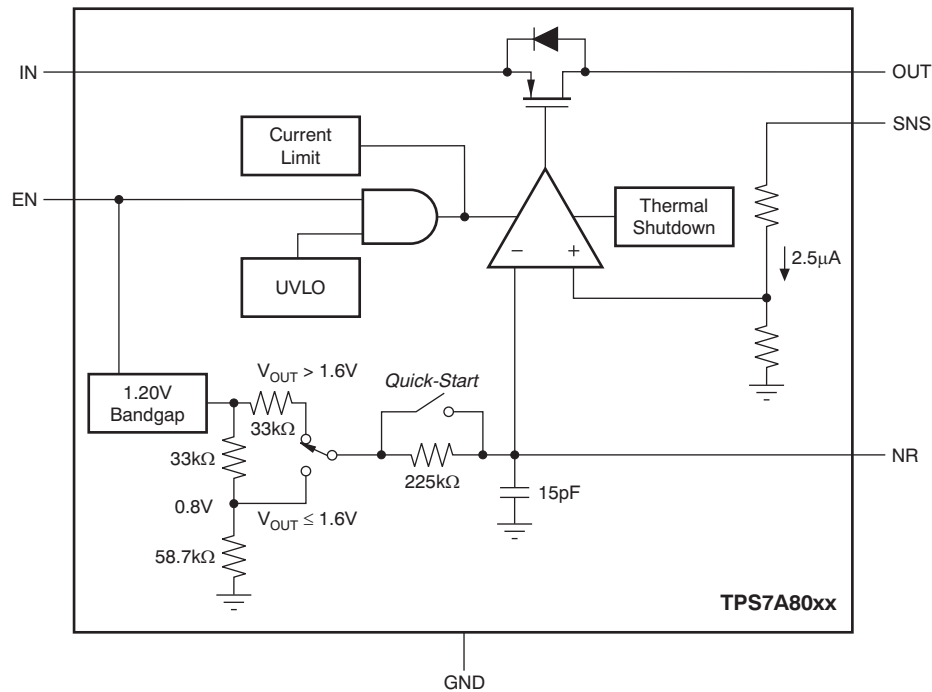 IN
OUT
SNS
Current
Limit
EN
Thermal
Shutdown
− +
2.5μA
UVLO
V_OUT > 1.6V
Quick-Start
1.20V
Bandgap
33kΩ
33kΩ
225kΩ
NR
15pF
0.8V
V_OUT ≤ 1.6V
58.7kΩ
TPS7A80xx
GND